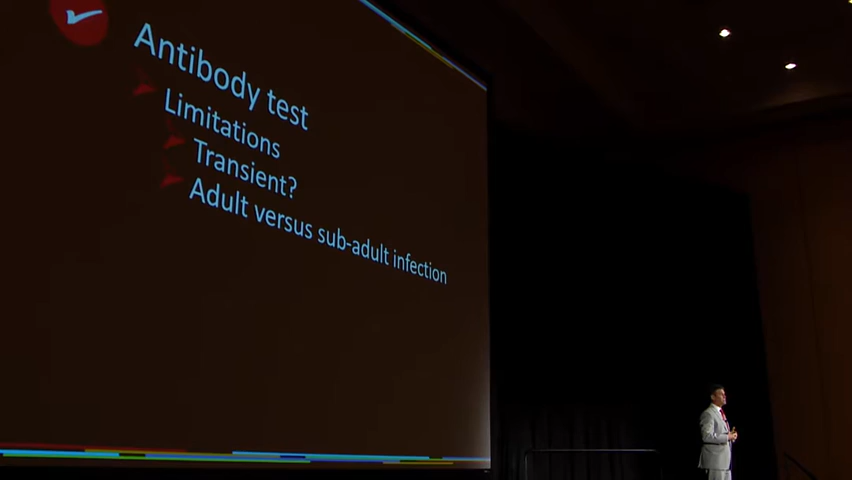 Antibody test
Limitations
Transient?
Adult versus sub-adult infection